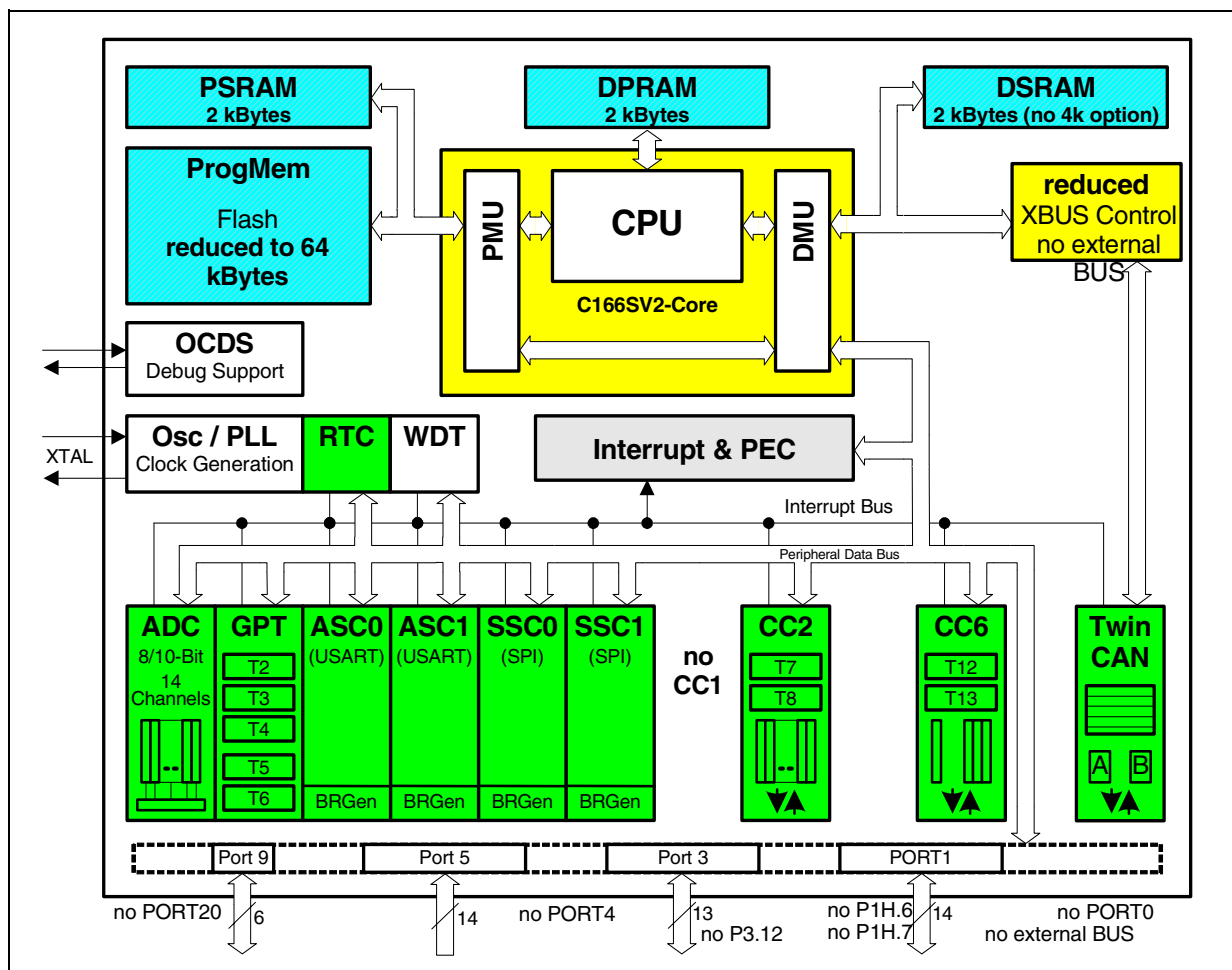 PSRAM
2 kBytes
DPRAM
2 kBytes
DSRAM
2 kBytes (no 4k option)
ProgMem
Flash
reduced to 64
kBytes
PMU
CPU
DMU
C166SV2-Core
reduced
XBUS Control
no external
BUS
OCDS
Debug Support
Osc / PLL
Clock Generation
RTC
WDT
XTAL
Interrupt & PEC
Interrupt Bus
Peripheral Data Bus
ADC
8/10-Bit
14
Channels
GPT
T2
T3
T4
T5
T6
ASC0
(USART)
BRGen
ASC1
(USART)
BRGen
SSC0
(SPI)
BRGen
SSC1
(SPI)
BRGen
no
CC1
CC2
T7
T8
CC6
T12
T13
Twin
CAN
A
B
Port 9
Port 5
Port 3
PORT1
no PORT20
6
14
no PORT4
13
no P3.12
no P1H.6
no P1H.7
14
no PORT0
no external BUS